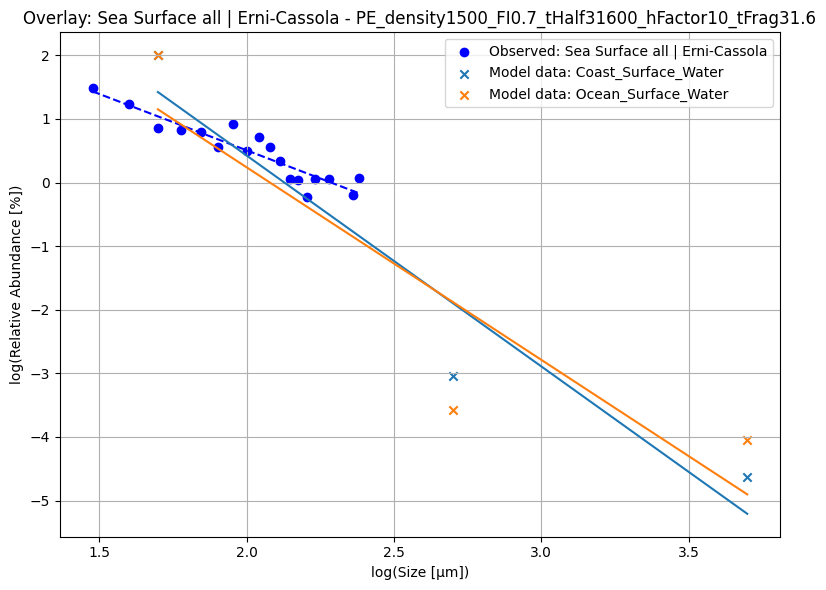 Overlay: Sea Surface all | Erni-Cassola - PE_density1500_FI0.7_tHalf31600_hFactor10_tFrag31.6
Observed: Sea Surface all | Erni-Cassola
Model data: Coast_Surface_Water
Model data: Ocean_Surface_Water
log(Relative Abundance [%])
2
1
0
−1
−2
−3
−4
−5
1.5
2.0
2.5
3.0
3.5
log(Size [µm])